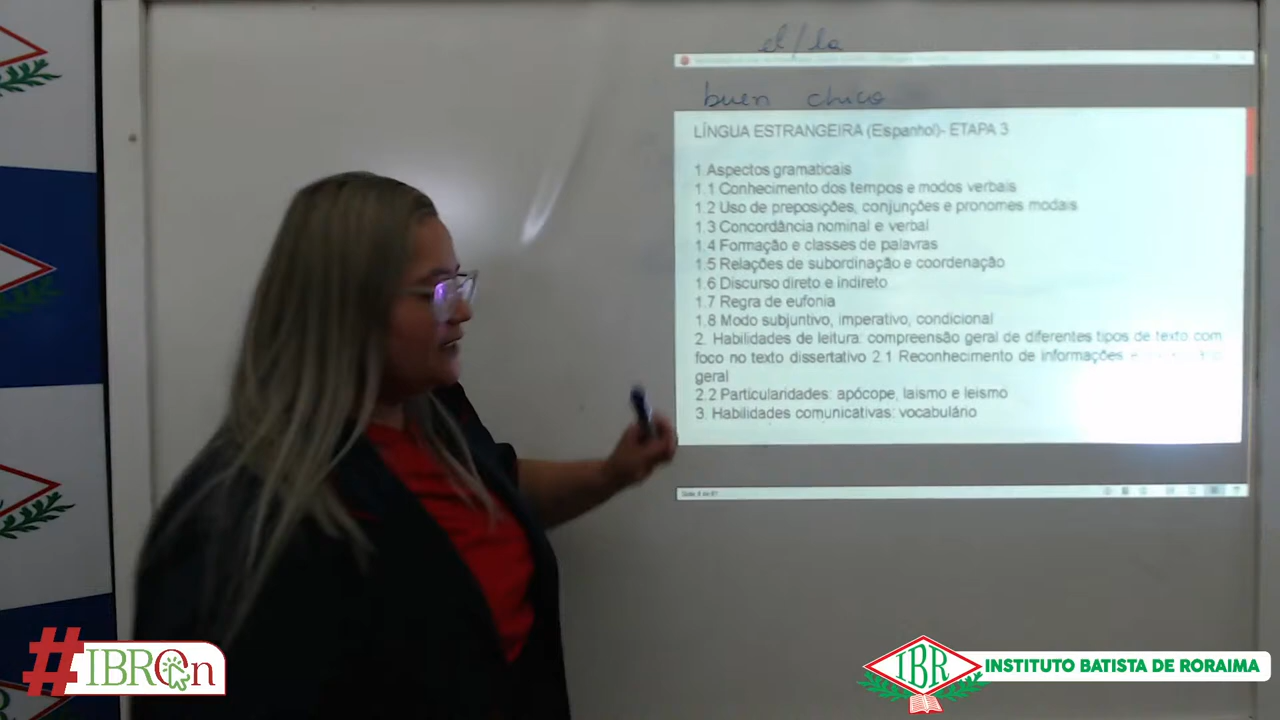 el/la
buen chico
LÍNGUA ESTRANGEIRA (Espanhol)- ETAPA 3
1 Aspectos gramaticais
1.1 Conhecimento dos tempos e modos verbais
1.2 Uso de preposições, conjunções e pronomes modais
1.3 Concordância nominal e verbal
1.4 Formação e classes de palavras
1.5 Relações de subordinação e coordenação
1.6 Discurso direto e indireto
1.7 Regra de eufonia
1.8 Modo subjuntivo, imperativo, condicional
2. Habilidades de leitura: compreensão geral de diferentes tipos de texto com
foco no texto dissertativo 2.1 Reconhecimento de informações
geral
2.2 Particularidades: apócope, laismo e leismo
3. Habilidades comunicativas: vocabulário
#IBROn
IBR
INSTITUTO BATISTA DE RORAIMA